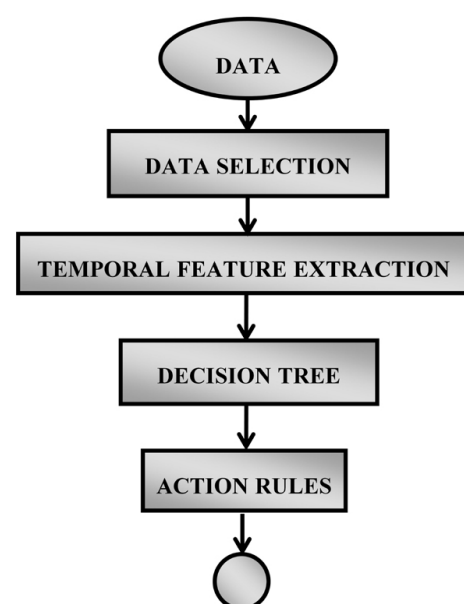 DATA
DATA SELECTION
TEMPORAL FEATURE EXTRACTION
DECISION TREE
ACTION RULES